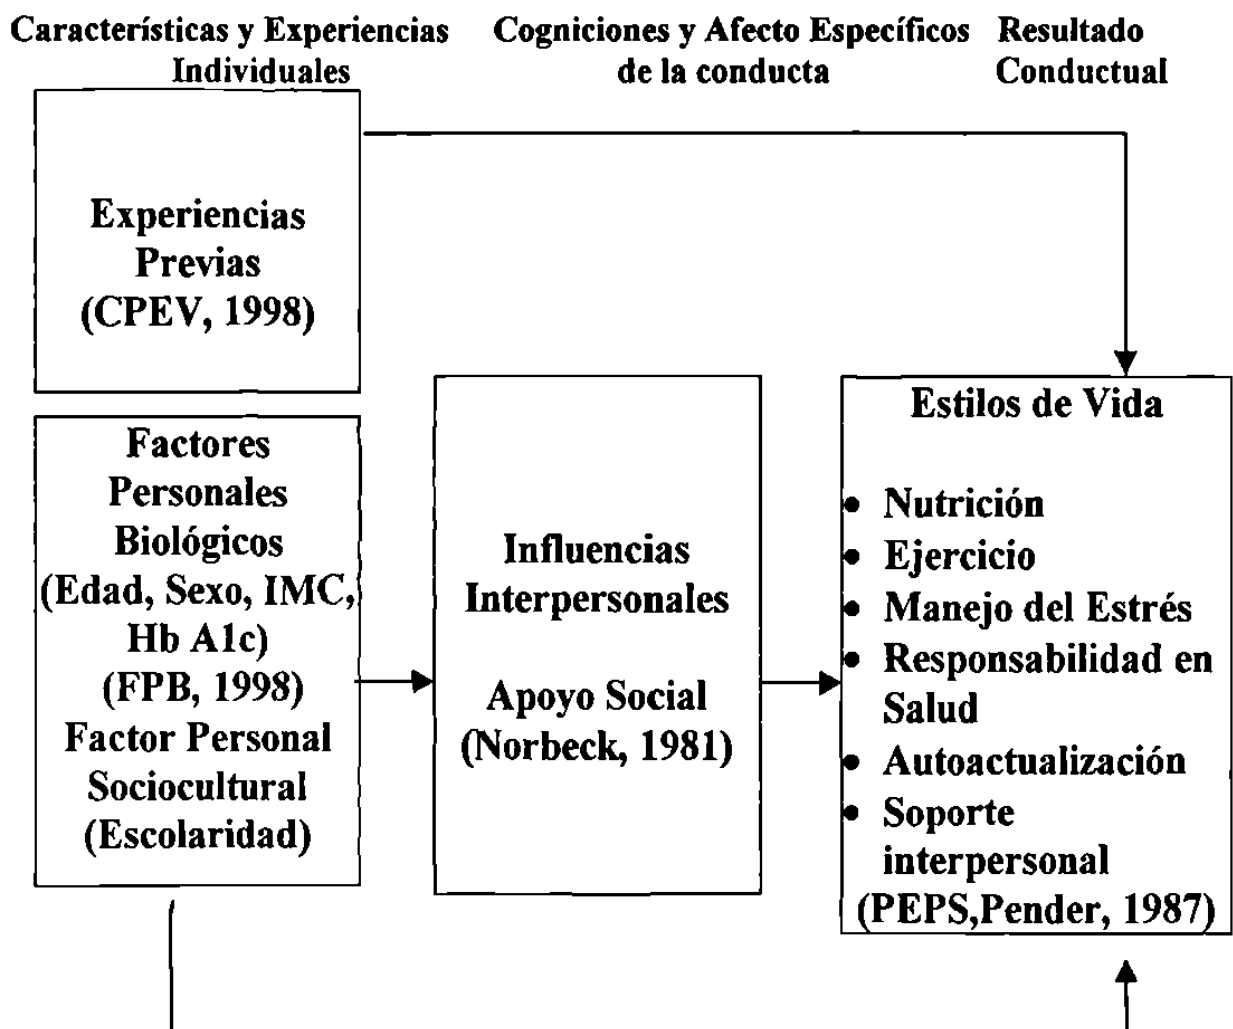 Características y Experiencias Individuales
Cogniciones y Afecto Específicos de la conducta
Resultado Conductual
Experiencias
Previas
(CPEV, 1998)
Factores
Personales
Biológicos
(Edad, Sexo, IMC,
Hb A1c)
(FPB, 1998)
Factor Personal
Sociocultural
(Escolaridad)
Influencias
Interpersonales
Apoyo Social
(Norbeck, 1981)
Estilos de Vida
• Nutrición
• Ejercicio
• Manejo del Estrés
• Responsabilidad en
Salud
• Autoactualización
• Soporte
interpersonal
(PEPS,Pender, 1987)